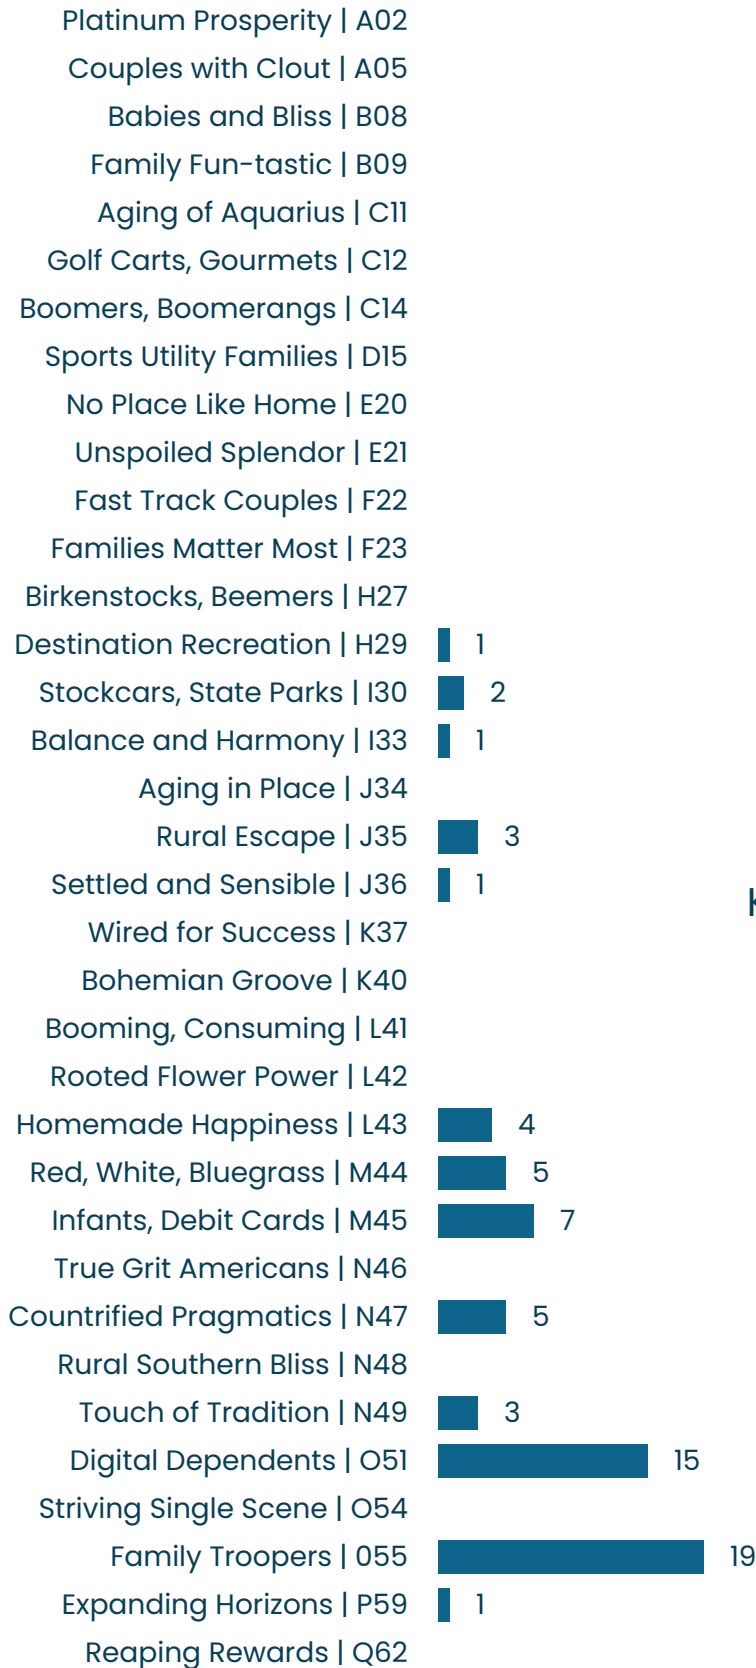 Platinum Prosperity | A02
Couples with Clout | A05
Babies and Bliss | B08
Family Fun-tastic | B09
Aging of Aquarius | C11
Golf Carts, Gourmets | C12
Boomers, Boomerangs | C14
Sports Utility Families | D15
No Place Like Home | E20
Unspoiled Splendor | E21
Fast Track Couples | F22
Families Matter Most | F23
Birkenstocks, Beemers | H27
Destination Recreation | H29 1
Stockcars, State Parks | I30 2
Balance and Harmony | I33 1
Aging in Place | J34
Rural Escape | J35 3
Settled and Sensible | J36 1
Wired for Success | K37
Bohemian Groove | K40
Booming, Consuming | L41
Rooted Flower Power | L42
Homemade Happiness | L43 4
Red, White, Bluegrass | M44 5
Infants, Debit Cards | M45 7
True Grit Americans | N46
Countrified Pragmatics | N47 5
Rural Southern Bliss | N48
Touch of Tradition | N49 3
Digital Dependents | O51 15
Striving Single Scene | O54
Family Troopers | 055 19
Expanding Horizons | P59 1
Reaping Rewards | Q62